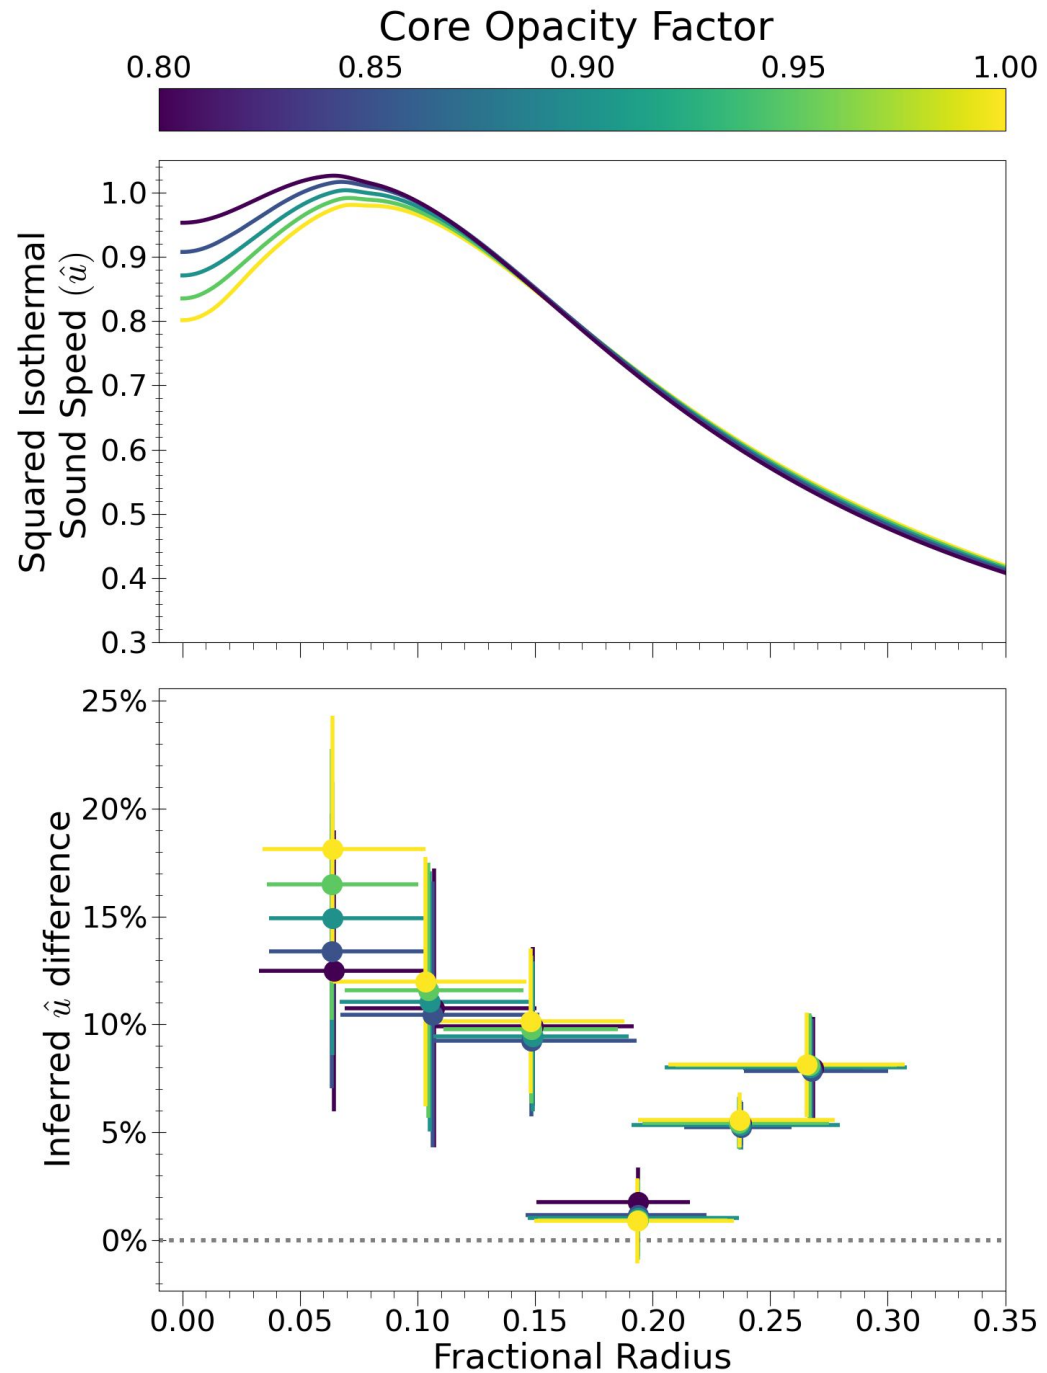 Core Opacity Factor
0.80 0.85 0.90 0.95 1.00
Squared Isothermal
Sound Speed (û)
1.0
0.9
0.8
0.7
0.6
0.5
0.4
0.3
Inferred û difference
25%
20%
15%
10%
5%
0%
0.00 0.05 0.10 0.15 0.20 0.25 0.30 0.35
Fractional Radius